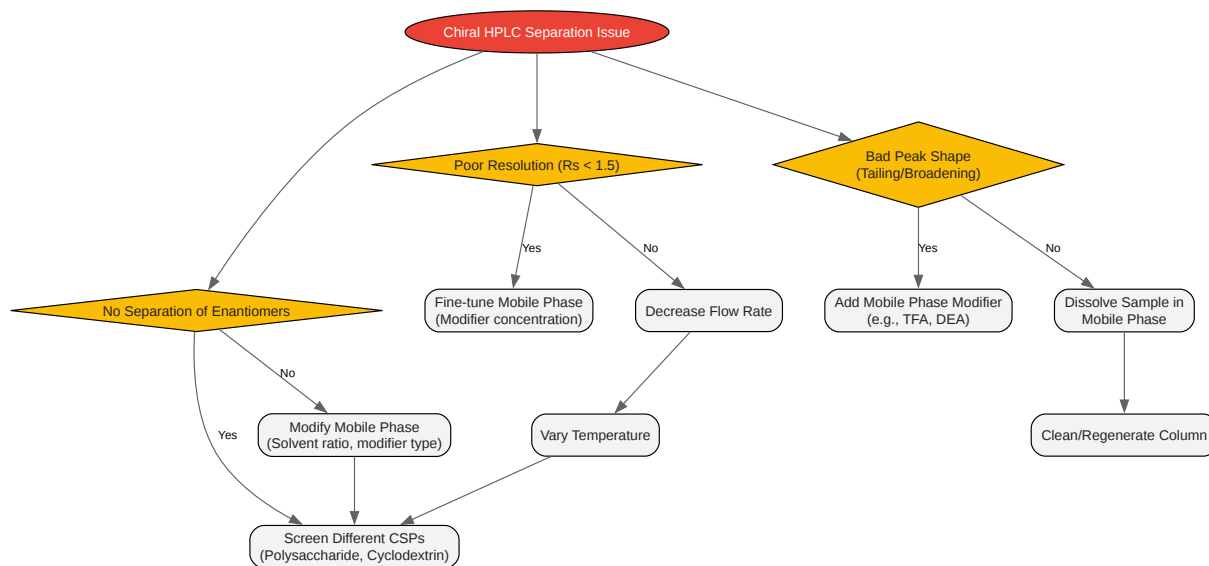 Chiral HPLC Separation Issue
Poor Resolution (Rs < 1.5)
Bad Peak Shape
(Tailing/Broadening)
Yes
No
Yes
No
No Separation of Enantiomers
Fine-tune Mobile Phase
(Modifier concentration)
Decrease Flow Rate
Add Mobile Phase Modifier
(e.g., TFA, DEA)
Dissolve Sample in
Mobile Phase
No
Yes
Modify Mobile Phase
(Solvent ratio, modifier type)
Vary Temperature
Clean/Regenerate Column
Screen Different CSPs
(Polysaccharide, Cyclodextrin)